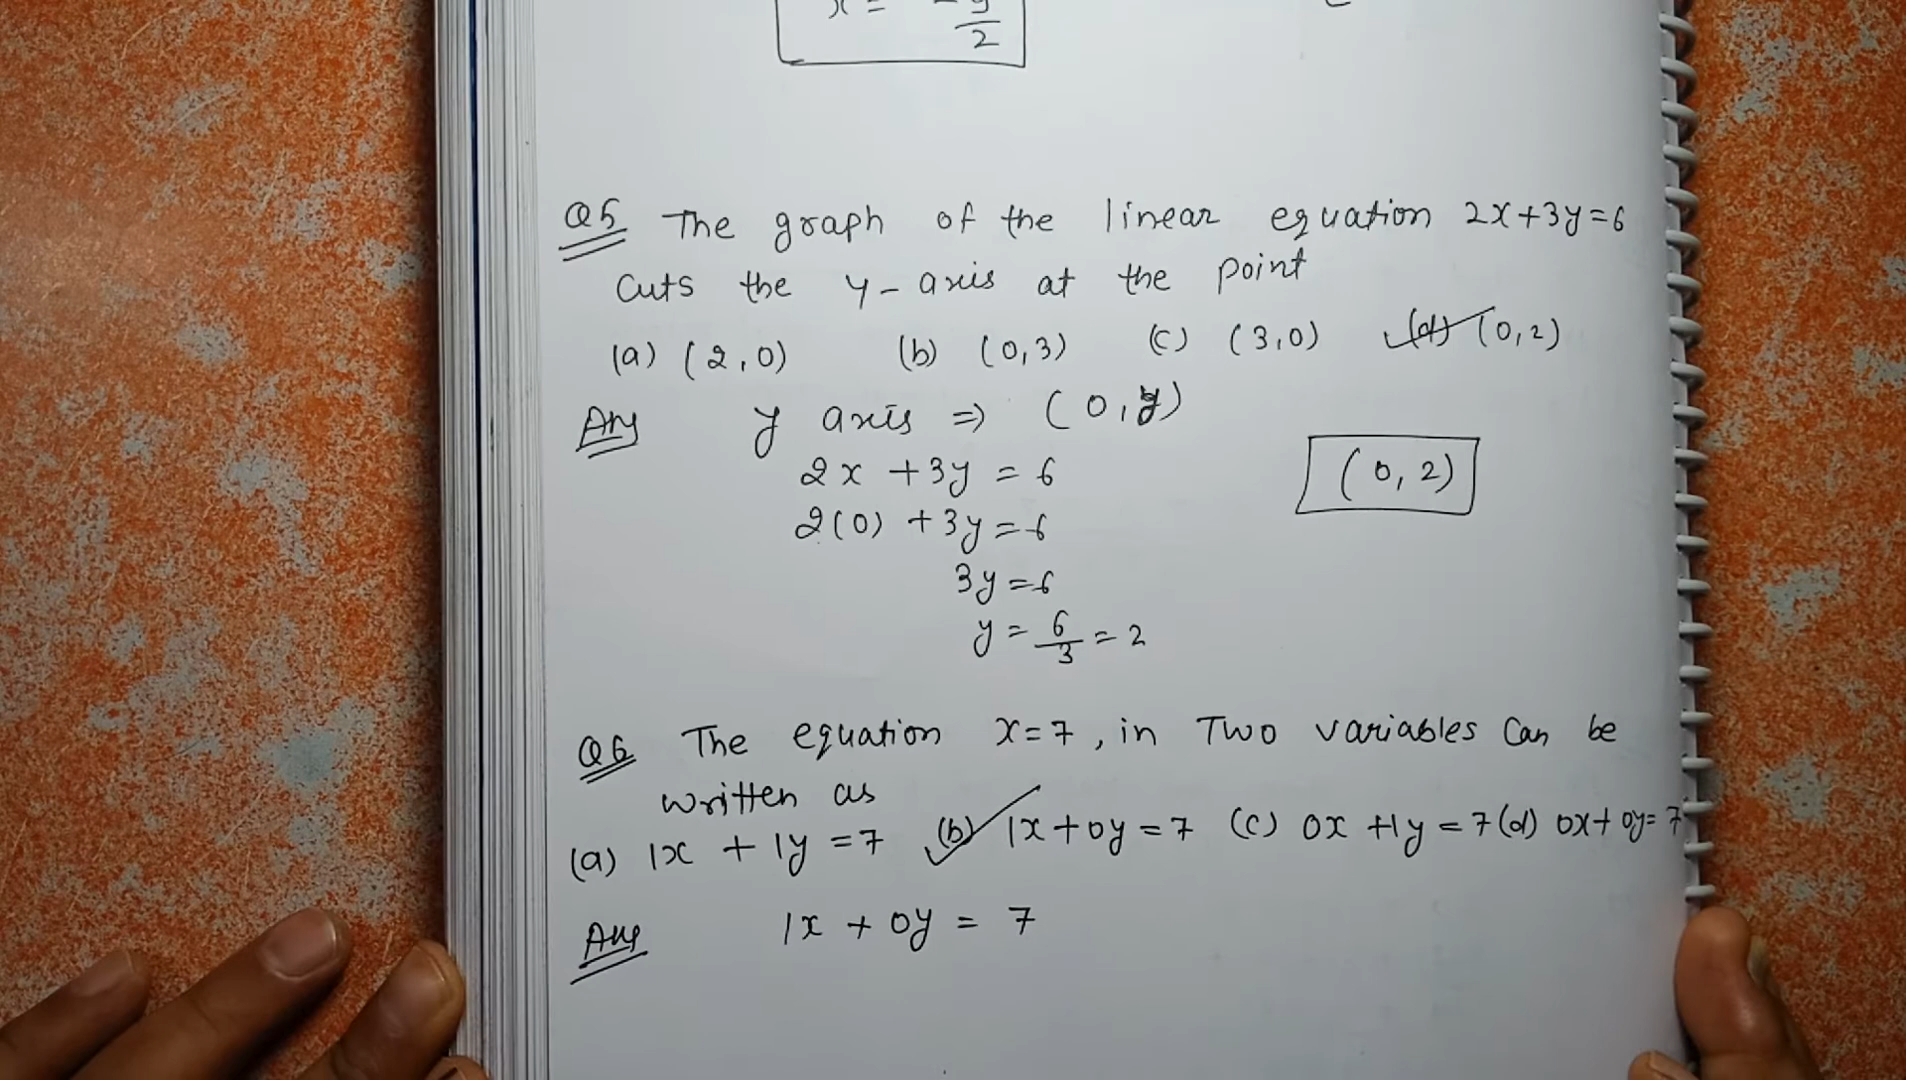 x = - y/2
Q5 The graph of the linear equation 2x+3y=6
cuts the y-axis at the point
(a) (2,0) (b) (0,3) (c) (3,0) (d) (0,2)
Ans y axis ⇒ (0,y)
2x + 3y = 6
(0,2)
2(0) + 3y = 6
3y = 6
y = 6/3 = 2
Q6 The equation x=7, in Two variables can be
written as
(a) 1x + 1y = 7 (b) 1x + 0y = 7 (c) 0x + 1y = 7 (d) 0x + 0y = 7
Ans 1x + 0y = 7